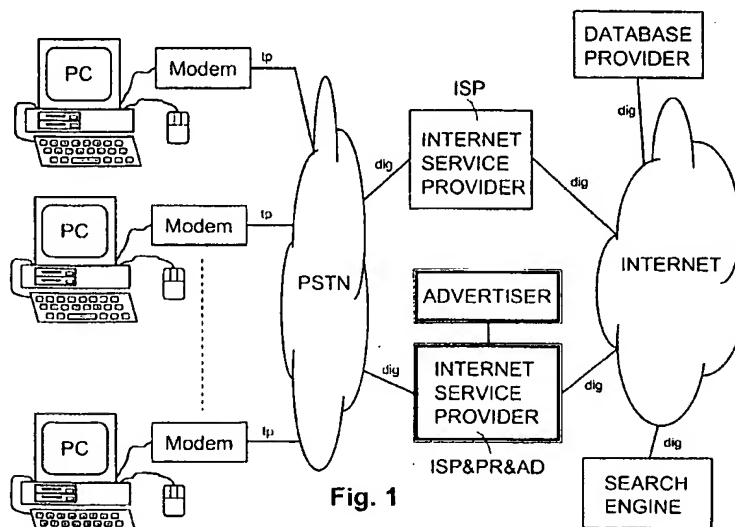 PC
Modem
tp
PC
Modem
tp
PC
Modem
tp
PSTN
dig
ISP
INTERNET
SERVICE
PROVIDER
dig
ADVERTISER
dig
INTERNET
SERVICE
PROVIDER
dig
ISP&PR&AD
DATABASE
PROVIDER
dig
INTERNET
dig
SEARCH
ENGINE
Fig. 1